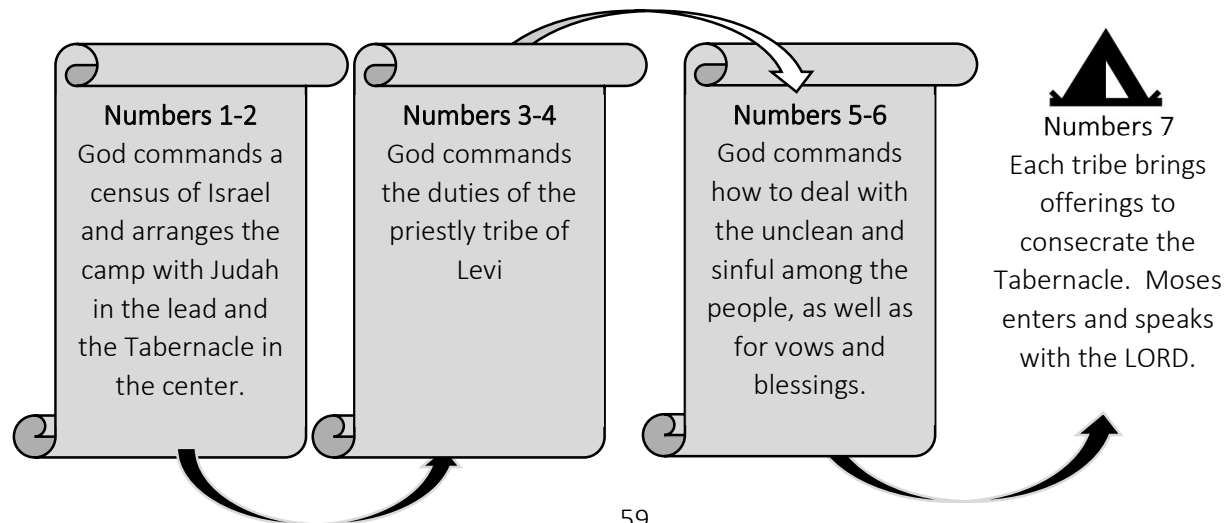 Numbers 1-2
God commands a
census of Israel
and arranges the
camp with Judah
in the lead and
the Tabernacle in
the center.
Numbers 3-4
God commands
the duties of the
priestly tribe of
Levi
Numbers 5-6
God commands
how to deal with
the unclean and
sinful among the
people, as well as
for vows and
blessings.
Numbers 7
Each tribe brings
offerings to
consecrate the
Tabernacle.  Moses
enters and speaks
with the LORD.
59